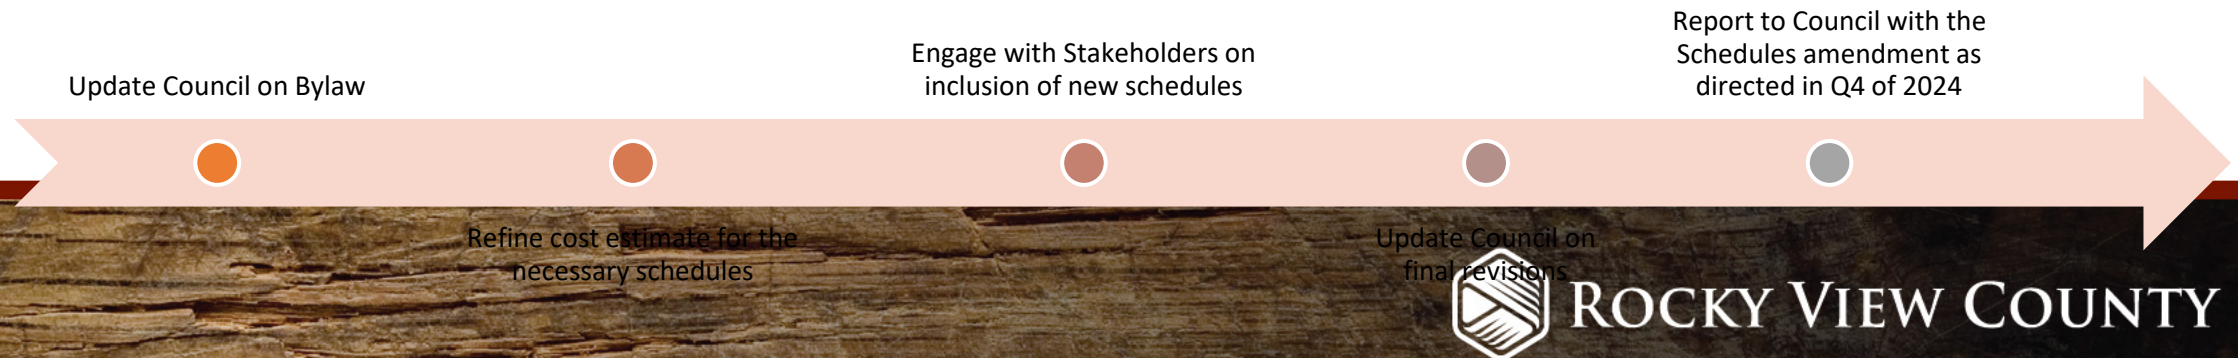 Update Council on Bylaw
Refine cost estimate for the
necessary schedules
Engage with Stakeholders on
inclusion of new schedules
Update Council on
final revisions
Report to Council with the
Schedules amendment as
directed in Q4 of 2024
ROCKY VIEW COUNTY